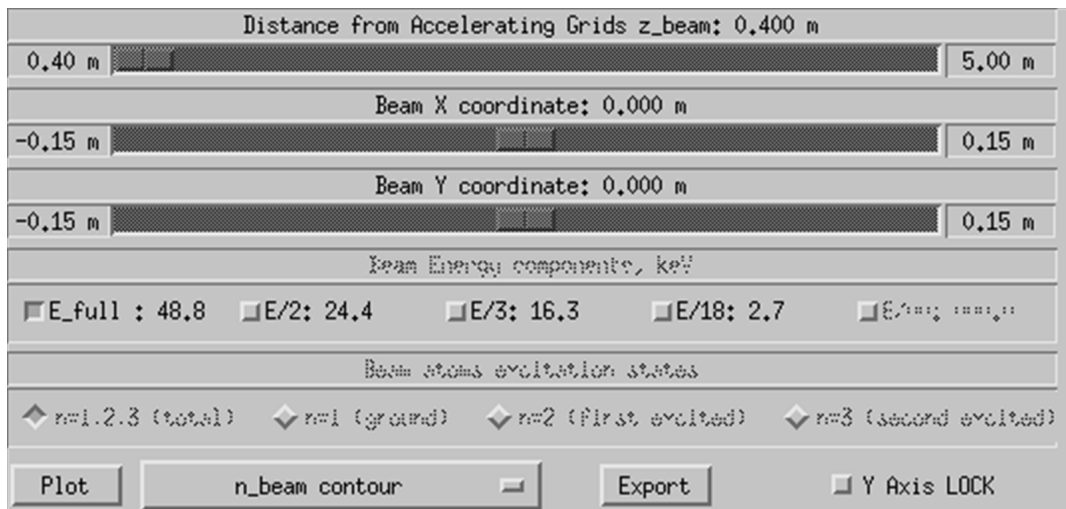 Distance from Accelerating Grids z_beam: 0.400 m
0.40 m 5.00 m
Beam X coordinate: 0.000 m
-0.15 m 0.15 m
Beam Y coordinate: 0.000 m
-0.15 m 0.15 m
Beam Energy components, keV
E_full : 48.8 E/2: 24.4 E/3: 16.3 E/18: 2.7
Beam atoms excitation states
n=1,2,3 (total) n=1 (ground) n=2 (first excited) n=3 (second excited)
Plot n_beam contour Export Y Axis LOCK